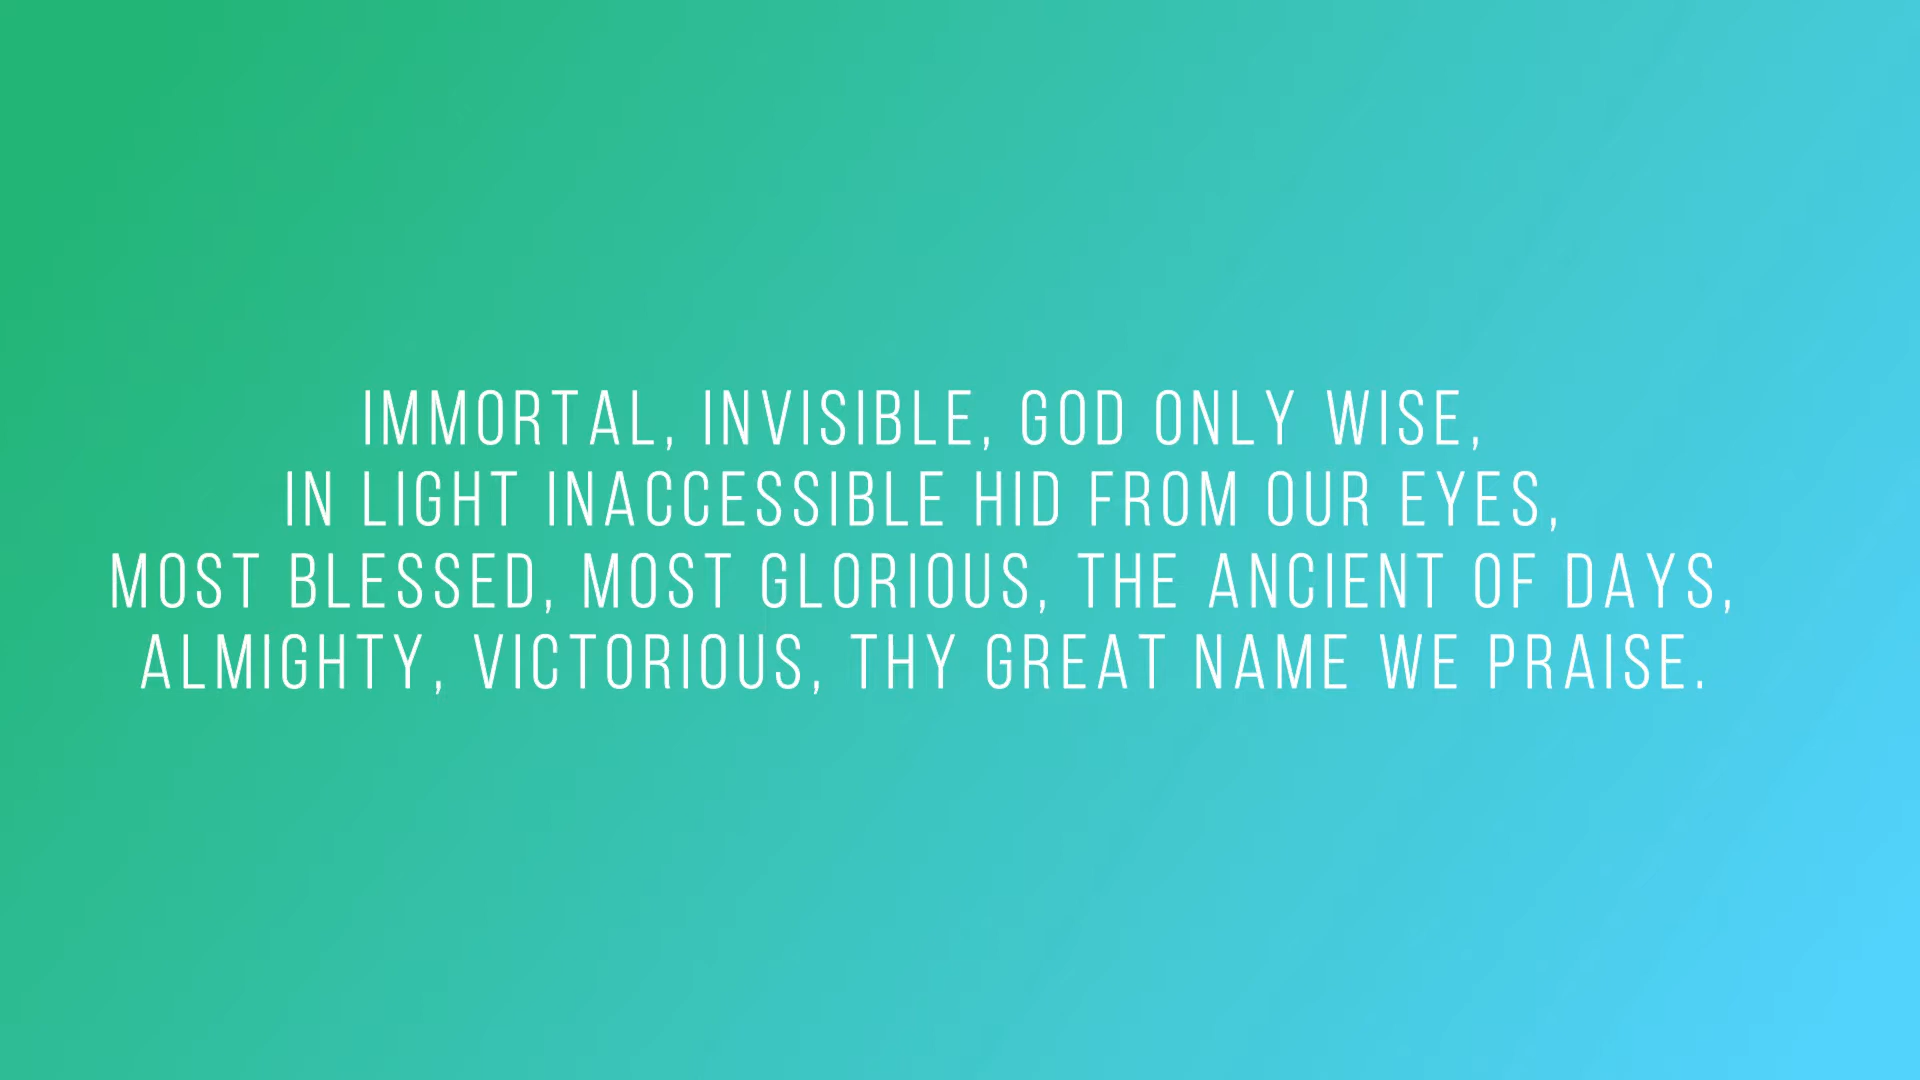 IMMORTAL, INVISIBLE, GOD ONLY WISE,
IN LIGHT INACCESSIBLE HID FROM OUR EYES,
MOST BLESSED, MOST GLORIOUS, THE ANCIENT OF DAYS,
ALMIGHTY, VICTORIOUS, THY GREAT NAME WE PRAISE.